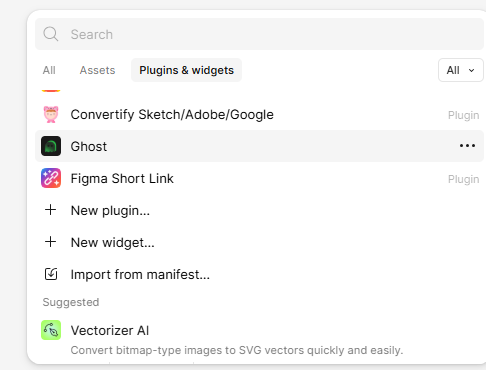 Search
All Assets Plugins & widgets All
Convertify Sketch/Adobe/Google Plugin
Ghost
Figma Short Link Plugin
New plugin...
New widget...
Import from manifest...
Suggested
Vectorizer AI
Convert bitmap-type images to SVG vectors quickly and easily.